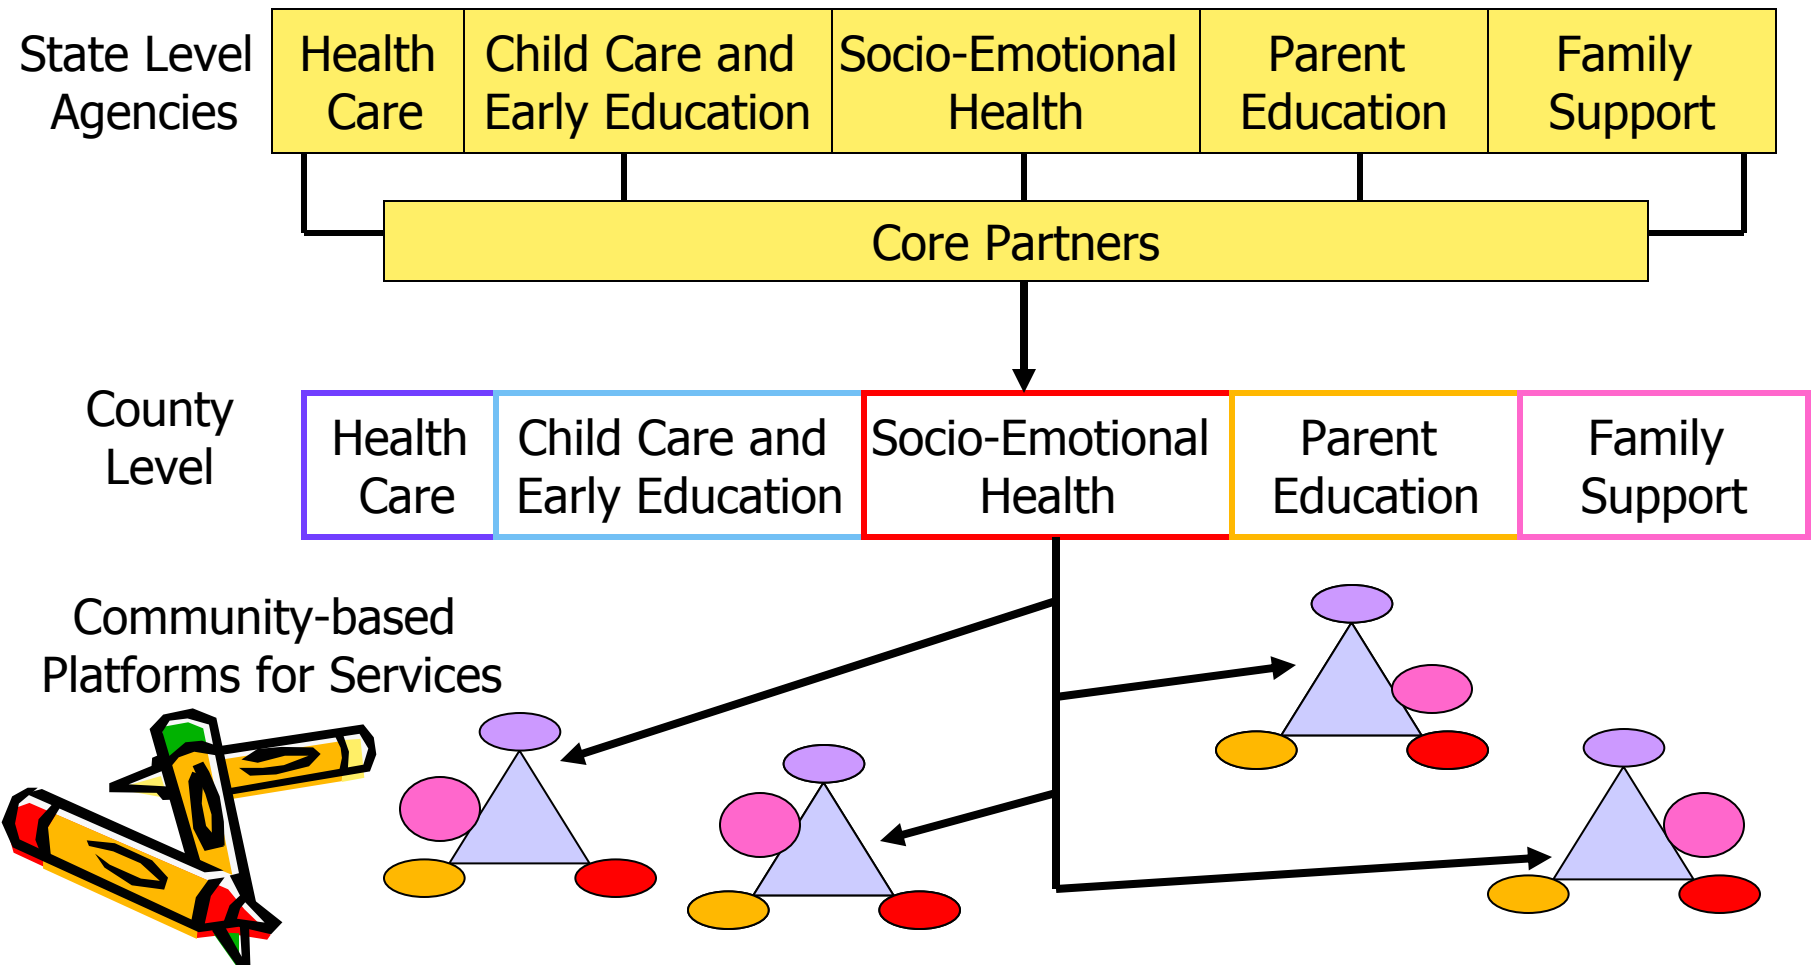 State Level
Agencies
Health
Care
Child Care and
Early Education
Socio-Emotional
Health
Parent
Education
Family
Support
Core Partners
County
Level
Health
Care
Child Care and
Early Education
Socio-Emotional
Health
Parent
Education
Family
Support
Community-based
Platforms for Services